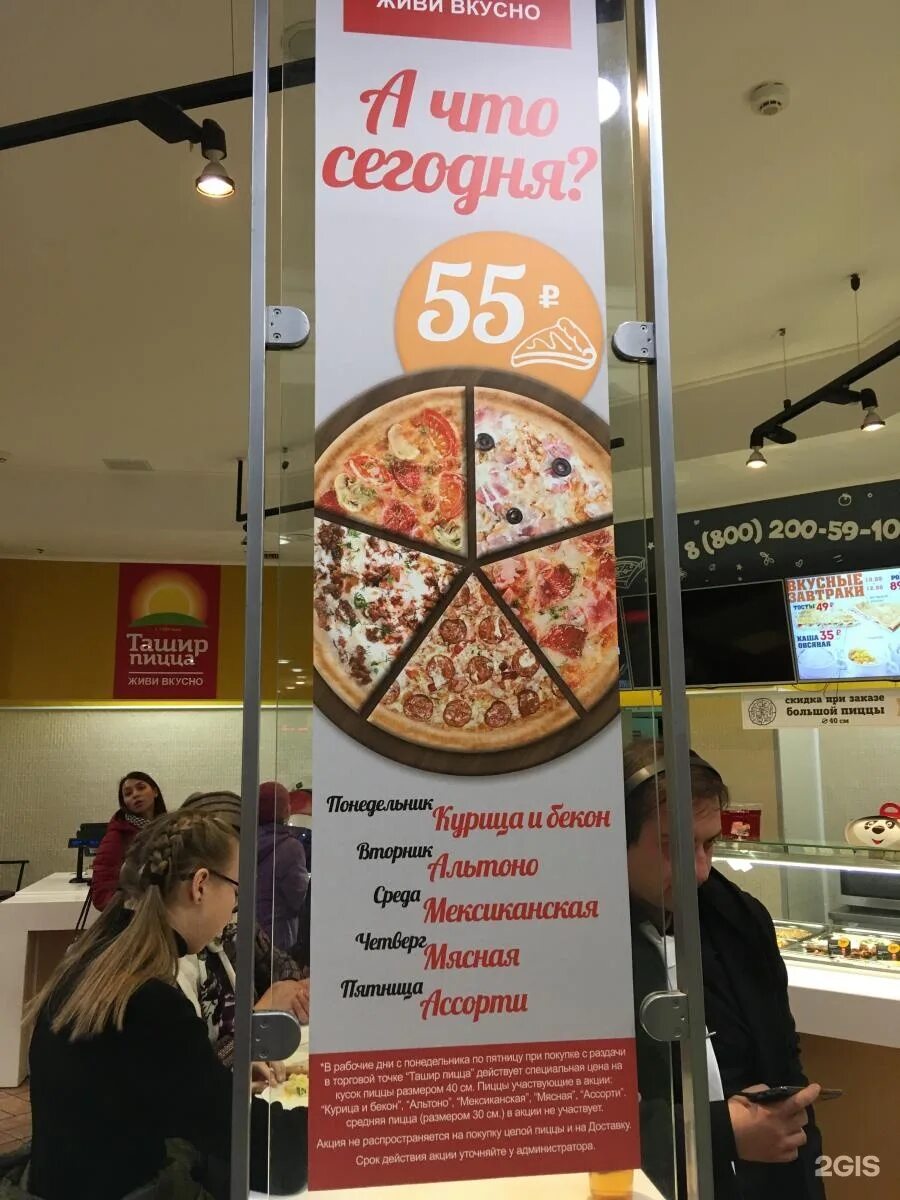 ЖИВИ ВКУСНО
А что
сегодня?
55 ₽
Понедельник
Курица и бекон
Вторник
Альтоно
Среда
Мексиканская
Четверг
Мясная
Пятница
Ассорти
*В рабочие дни с понедельника по пятницу при покупке с раздачи
в торговой точке "Ташир пицца" действует специальная цена на
кусок пиццы размером 40 см. Пиццы участвующие в акции:
"Курица и бекон", "Альтоно", "Мексиканская", "Мясная", "Ассорти".
средняя пицца (размером 30 см.) в акции не участвует.
Акция не распространяется на покупку целой пиццы и на Доставку.
Срок действия акции уточняйте у администратора.
Ташир
пицца
ЖИВИ ВКУСНО
8 (800) 200-59-10
ВКУСНЫЕ
ЗАВТРАКИ
ТОСТЫ 49 ₽
КАША 35 ₽
ОВСЯНАЯ
скидка при заказе
большой пиццы
⌀ 40 см
2GIS